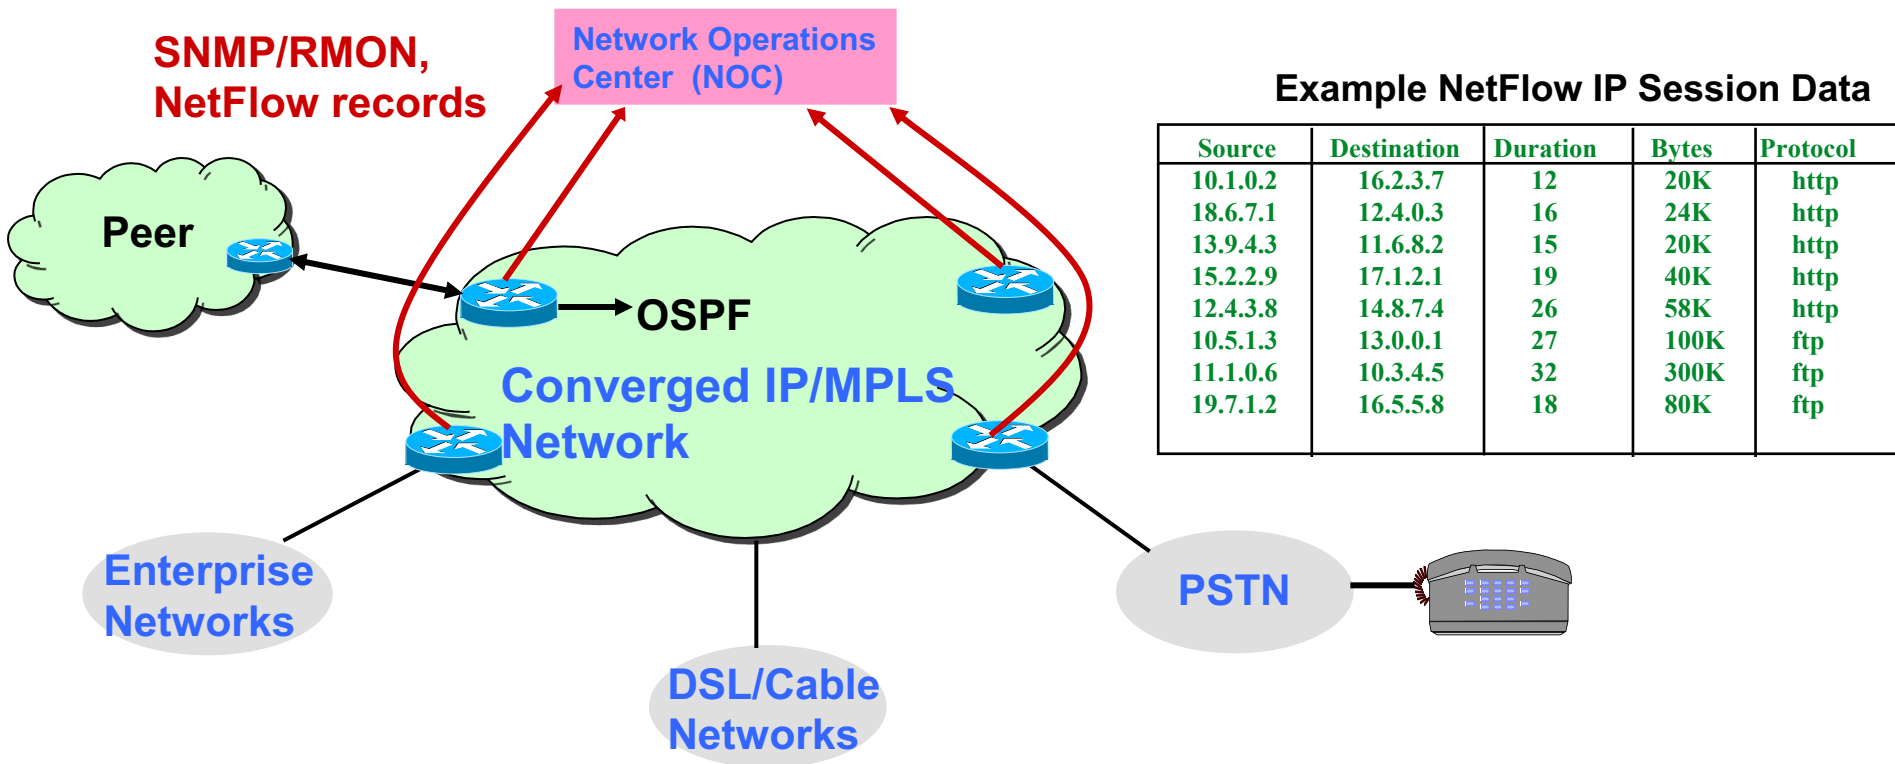 SNMP/RMON,
NetFlow records
Network Operations
Center (NOC)
Example NetFlow IP Session Data
Source Destination Duration Bytes Protocol
10.1.0.2 16.2.3.7 12 20K http
18.6.7.1 12.4.0.3 16 24K http
13.9.4.3 11.6.8.2 15 20K http
15.2.2.9 17.1.2.1 19 40K http
12.4.3.8 14.8.7.4 26 58K http
10.5.1.3 13.0.0.1 27 100K ftp
11.1.0.6 10.3.4.5 32 300K ftp
19.7.1.2 16.5.5.8 18 80K ftp
Peer
OSPF
Converged IP/MPLS
Network
Enterprise
Networks
DSL/Cable
Networks
PSTN